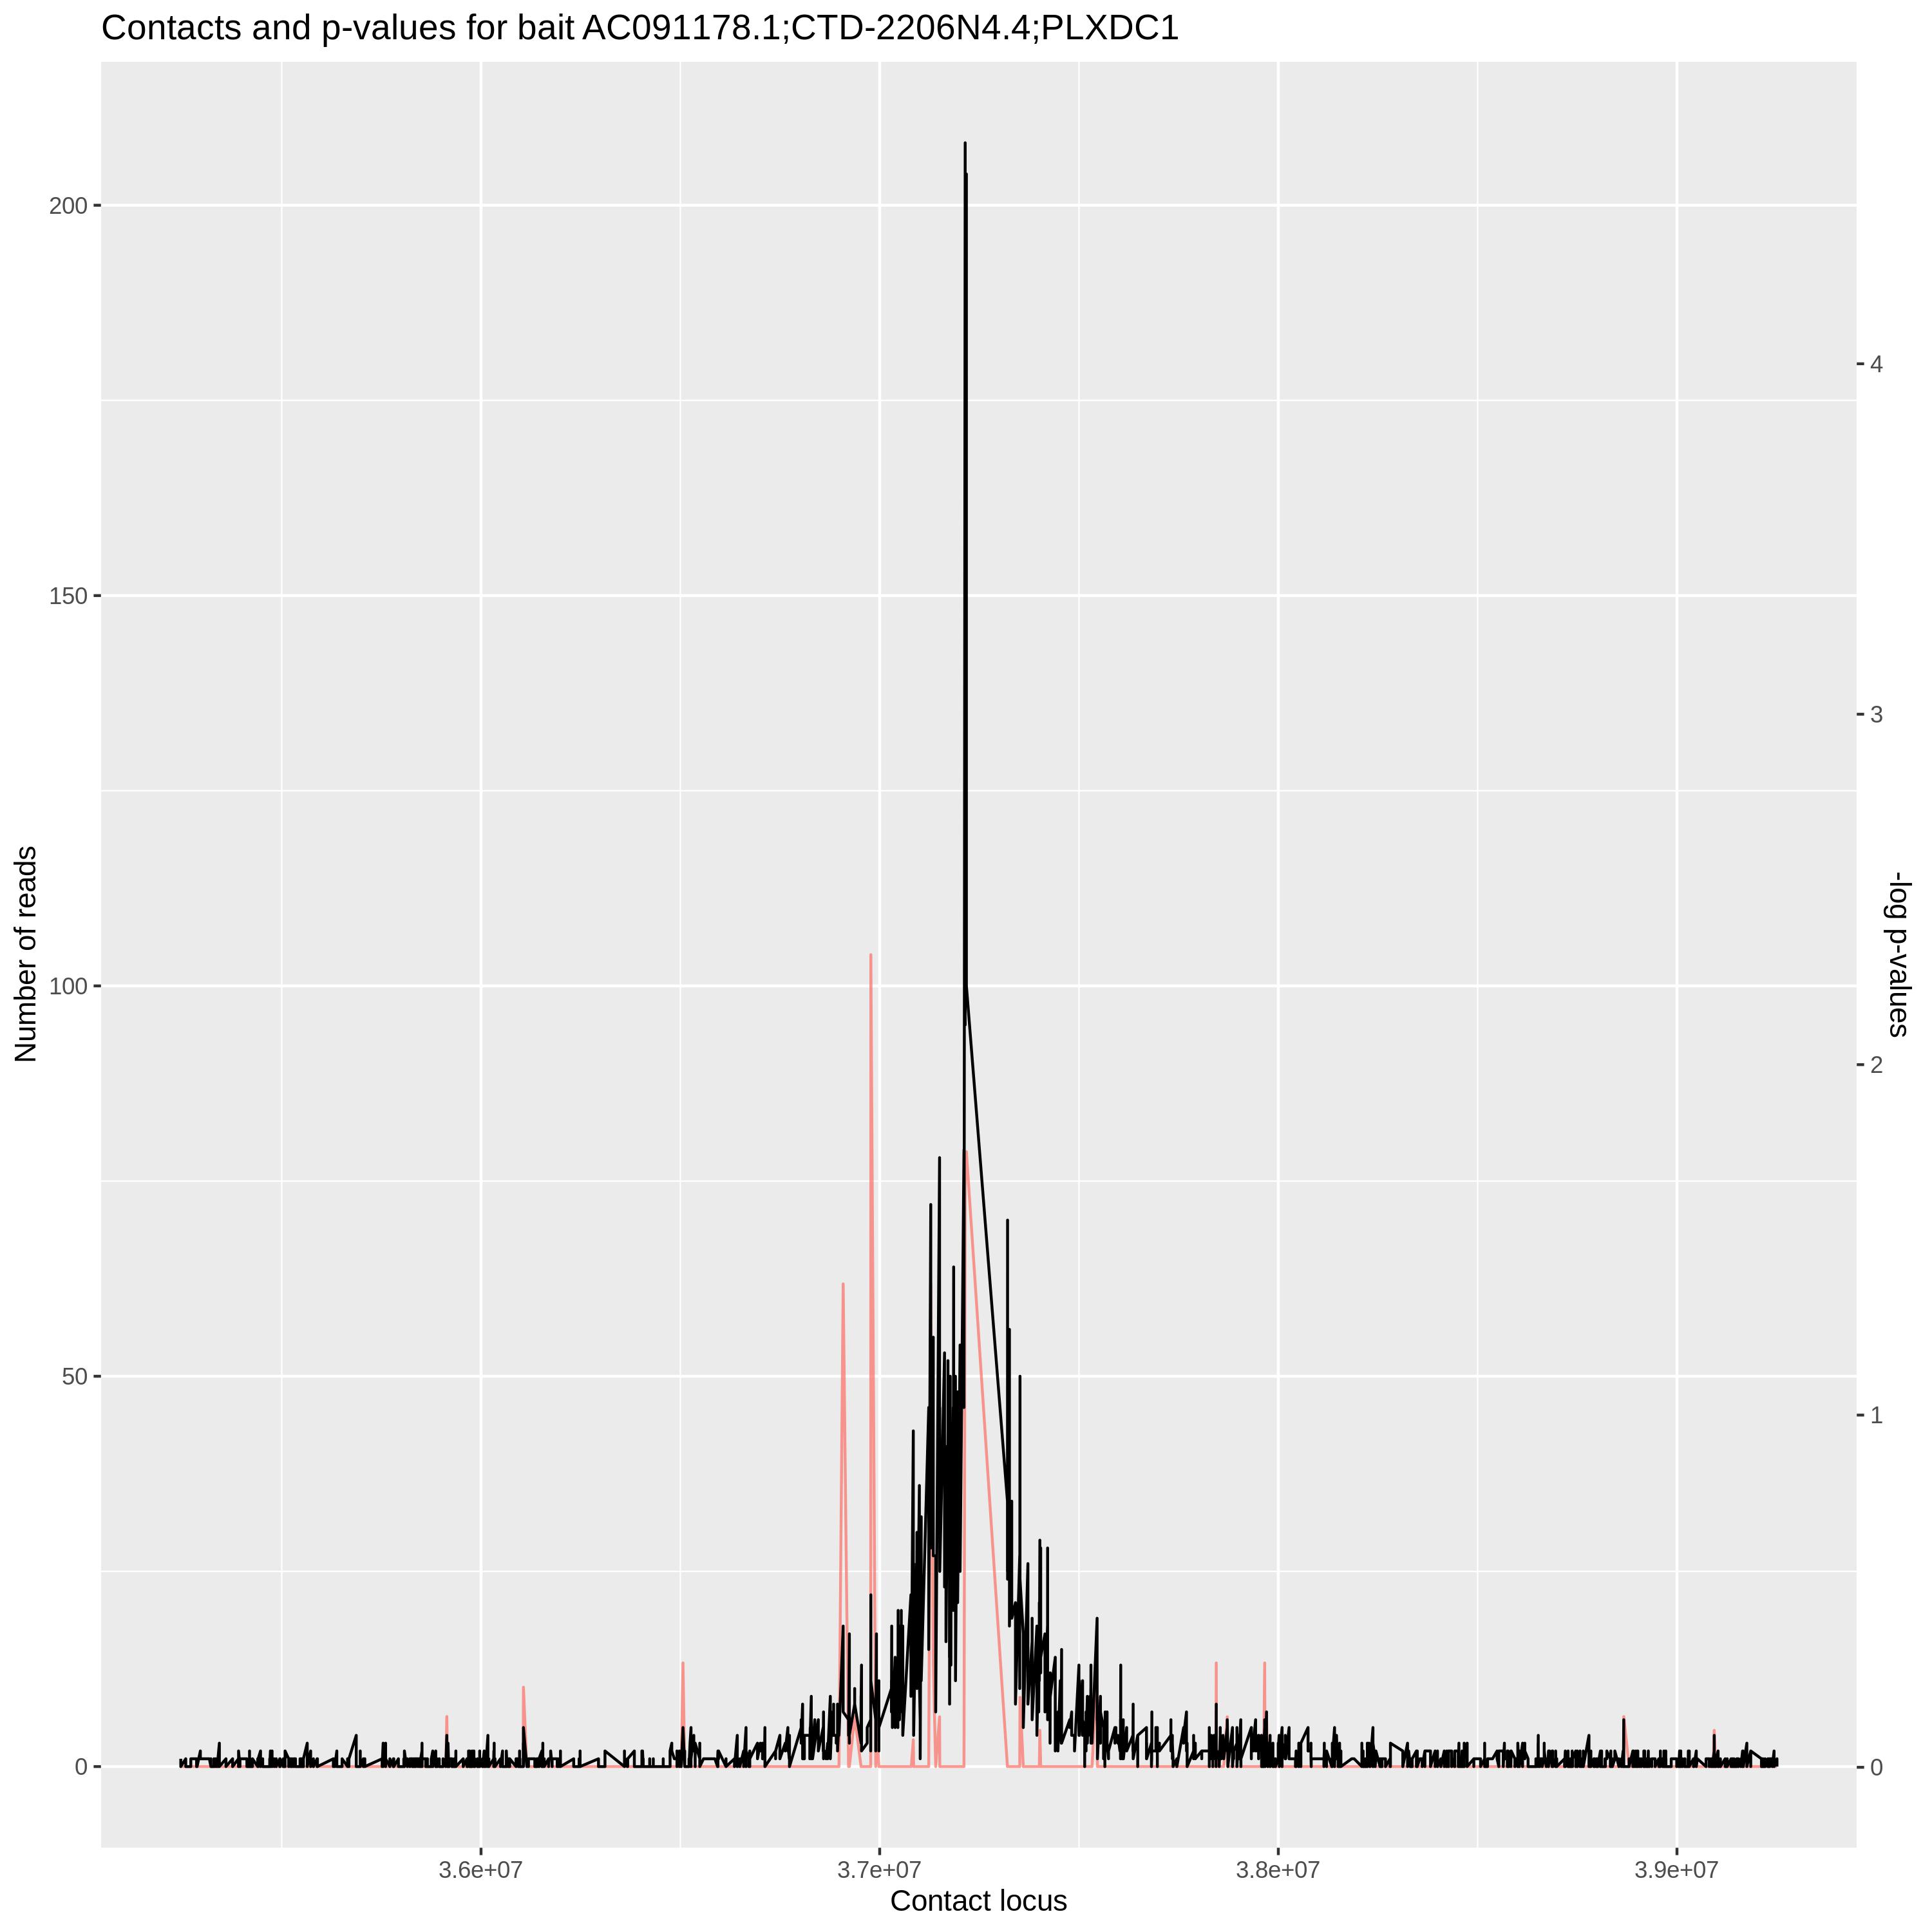 Contacts and p-values for bait AC091178.1;CTD-2206N4.4;PLXDC1
200
150
100
50
0
Number of reads
4
3
2
1
0
-log p-values
3.6e+07
3.7e+07
3.8e+07
3.9e+07
Contact locus